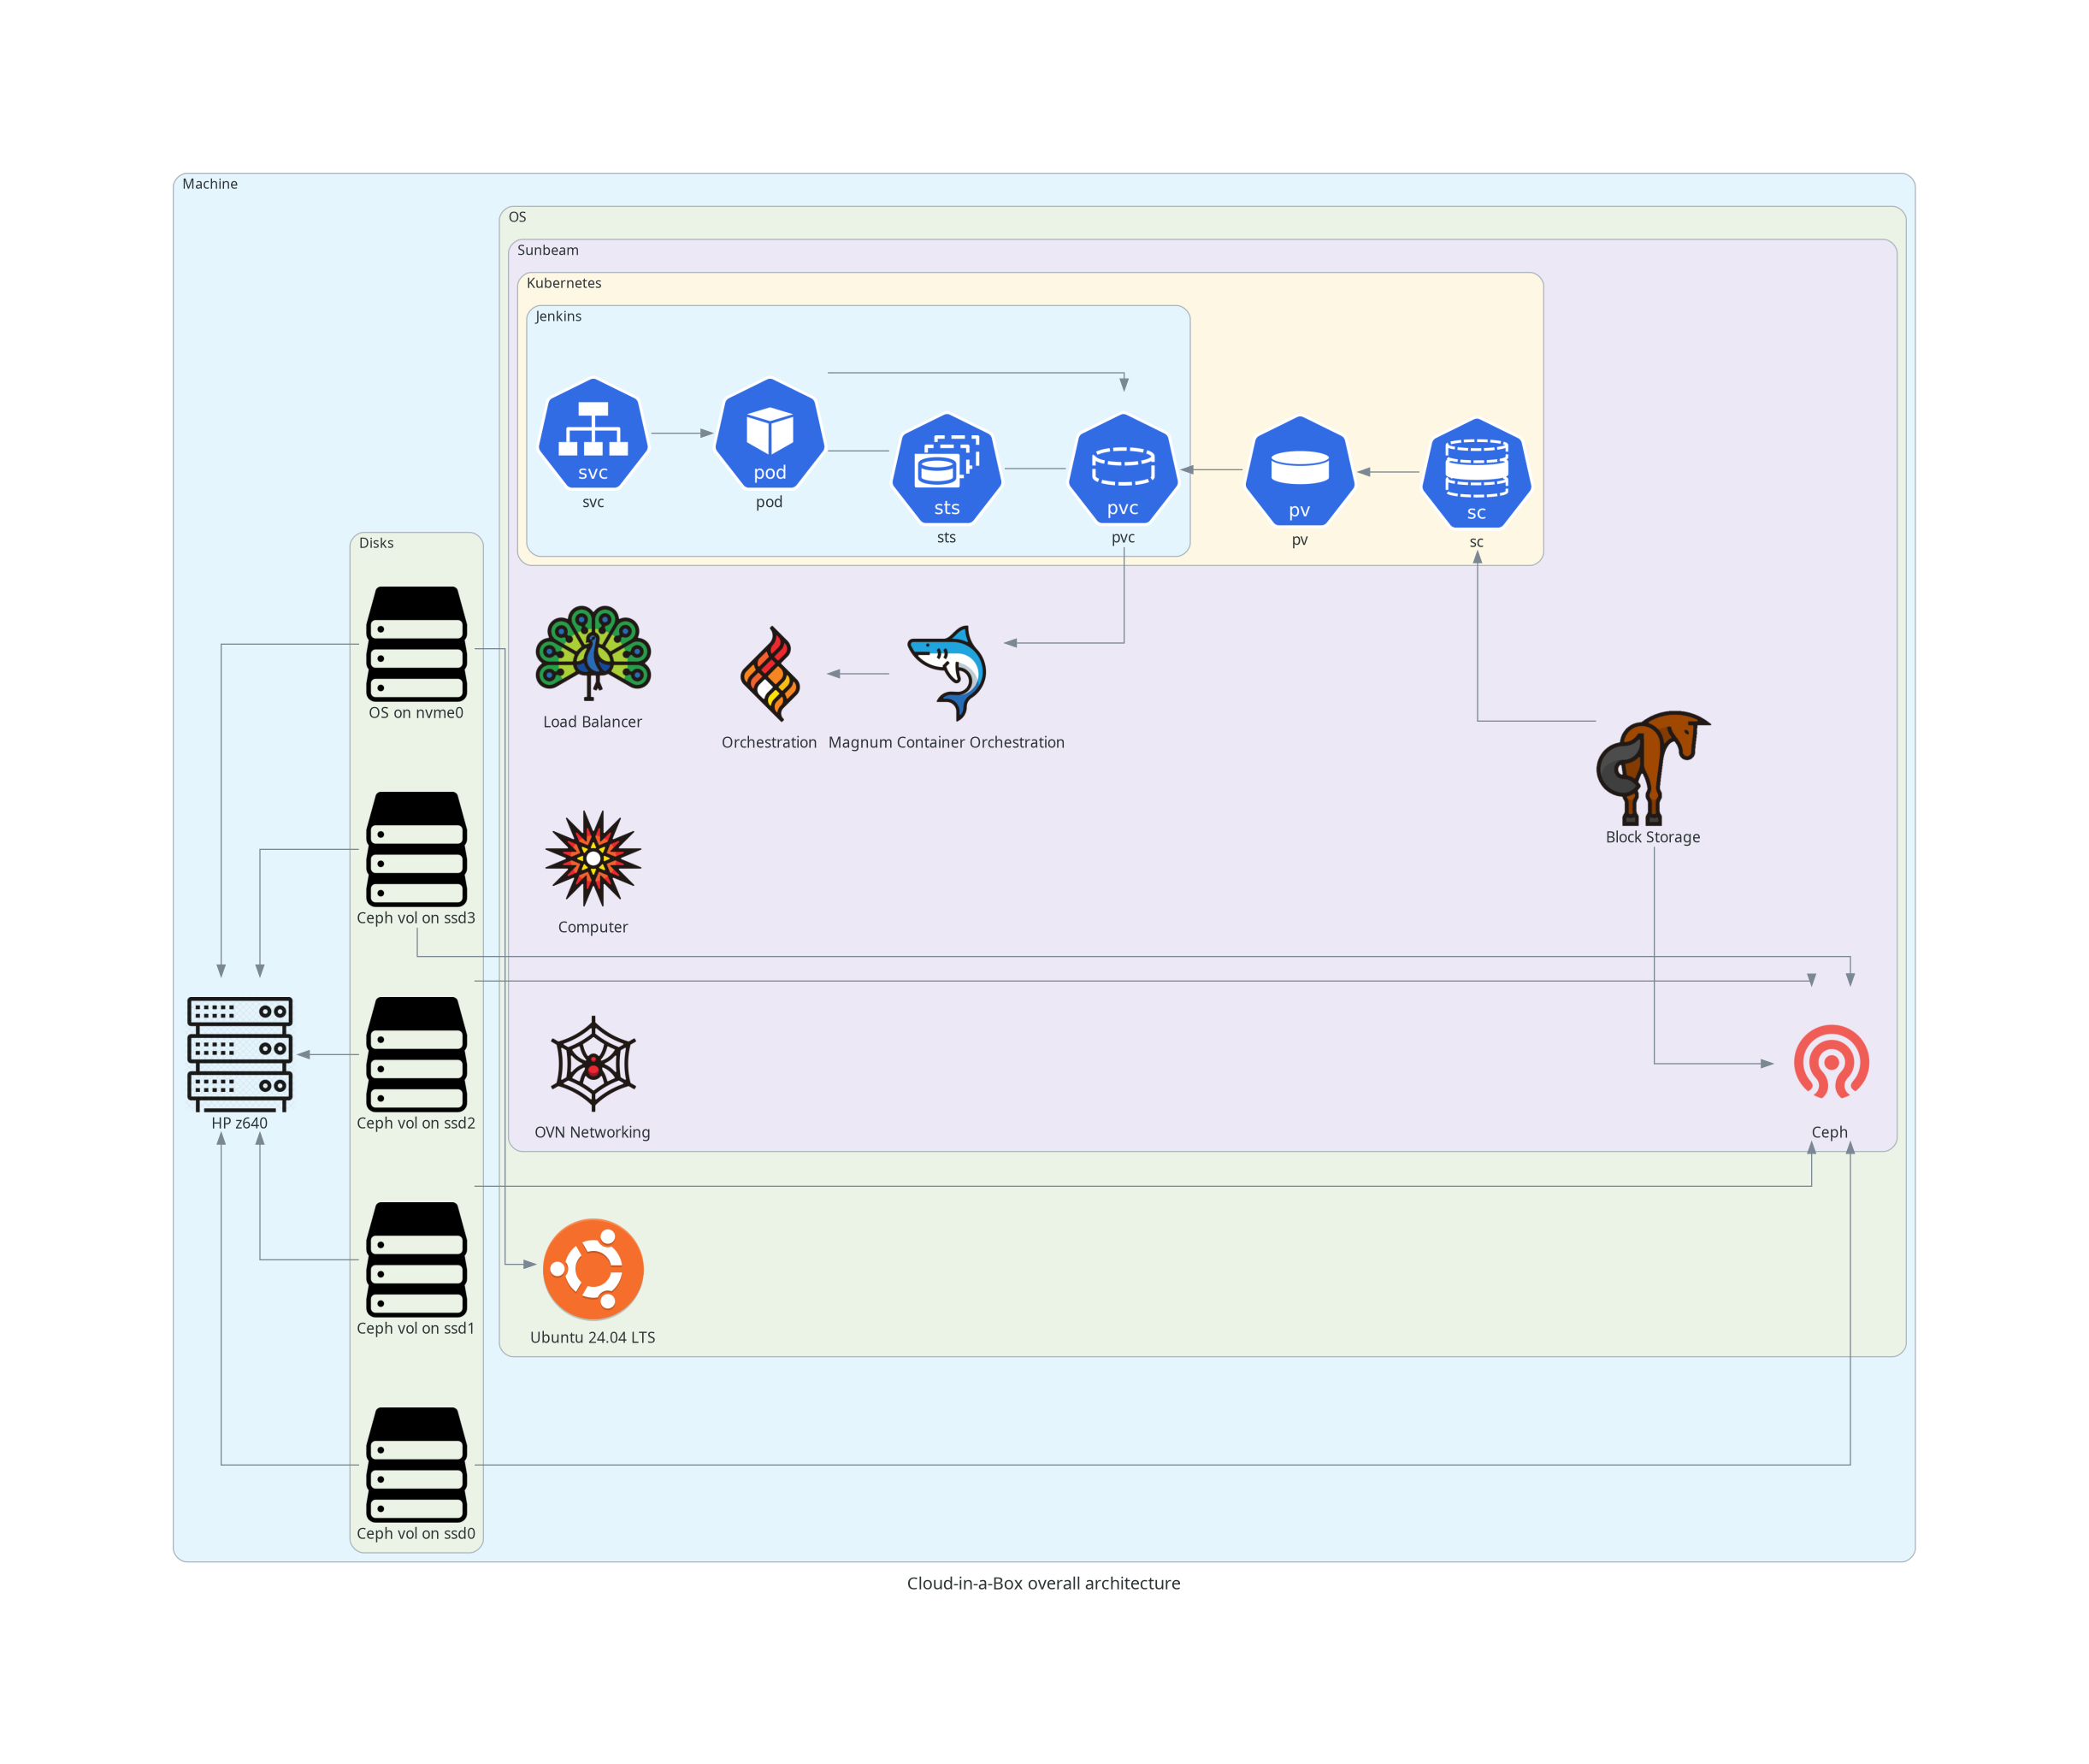 Machine
OS
Sunbeam
Kubernetes
Jenkins
svc
svc
pod
pod
sts
sts
pvc
pvc
pv
pv
sc
sc
Disks
OS on nvme0
Load Balancer
Orchestration
Magnum Container Orchestration
Block Storage
Ceph vol on ssd3
Computer
HP z640
Ceph vol on ssd2
OVN Networking
Ceph
Ceph vol on ssd1
Ubuntu 24.04 LTS
Ceph vol on ssd0
Cloud-in-a-Box overall architecture